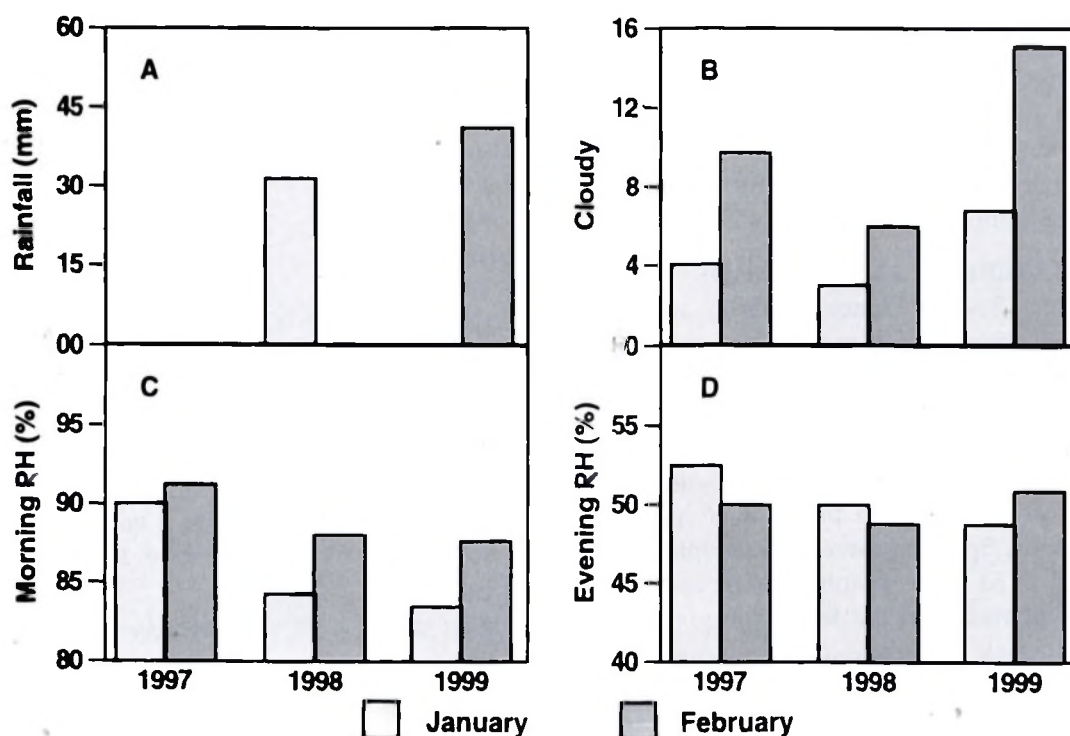 A
Rainfall (mm)
60
45
30
15
00
B
Cloudy
16
12
8
4
0
C
Morning RH (%)
95
90
85
80
1997 1998 1999
D
Evening RH (%)
55
50
45
40
1997 1998 1999
January February